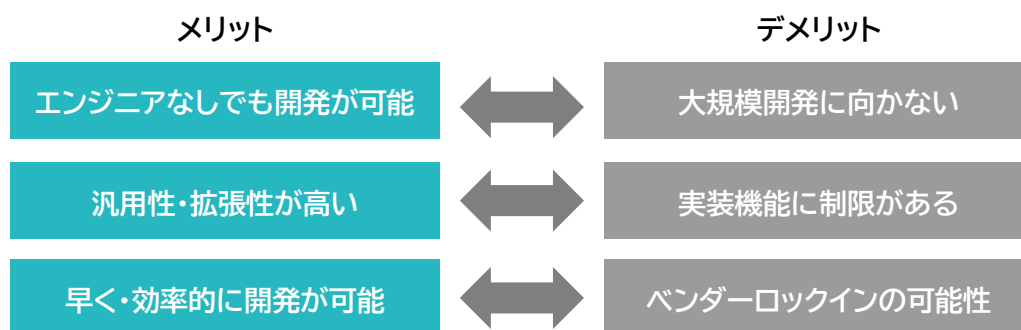 メリット
デメリット
エンジニアなしでも開発が可能
大規模開発に向かない
汎用性・拡張性が高い
実装機能に制限がある
早く・効率的に開発が可能
ベンダーロックインの可能性